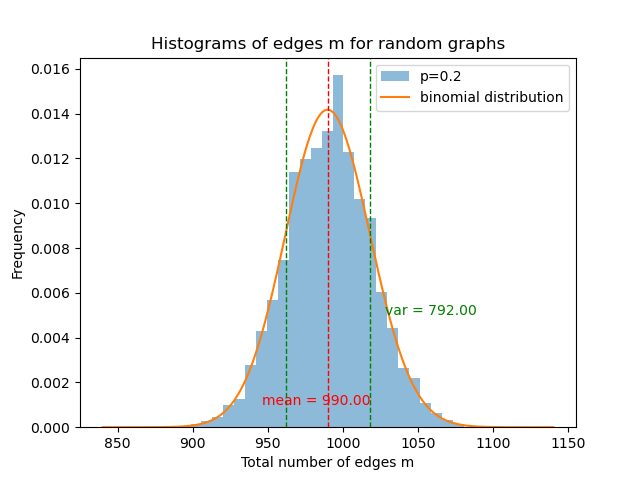 Histograms of edges m for random graphs
p=0.2
binomial distribution
0.016
0.014
0.012
0.010
0.008
0.006
0.004
0.002
0.000
Frequency
var = 792.00
mean = 990.00
850 900 950 1000 1050 1100 1150
Total number of edges m